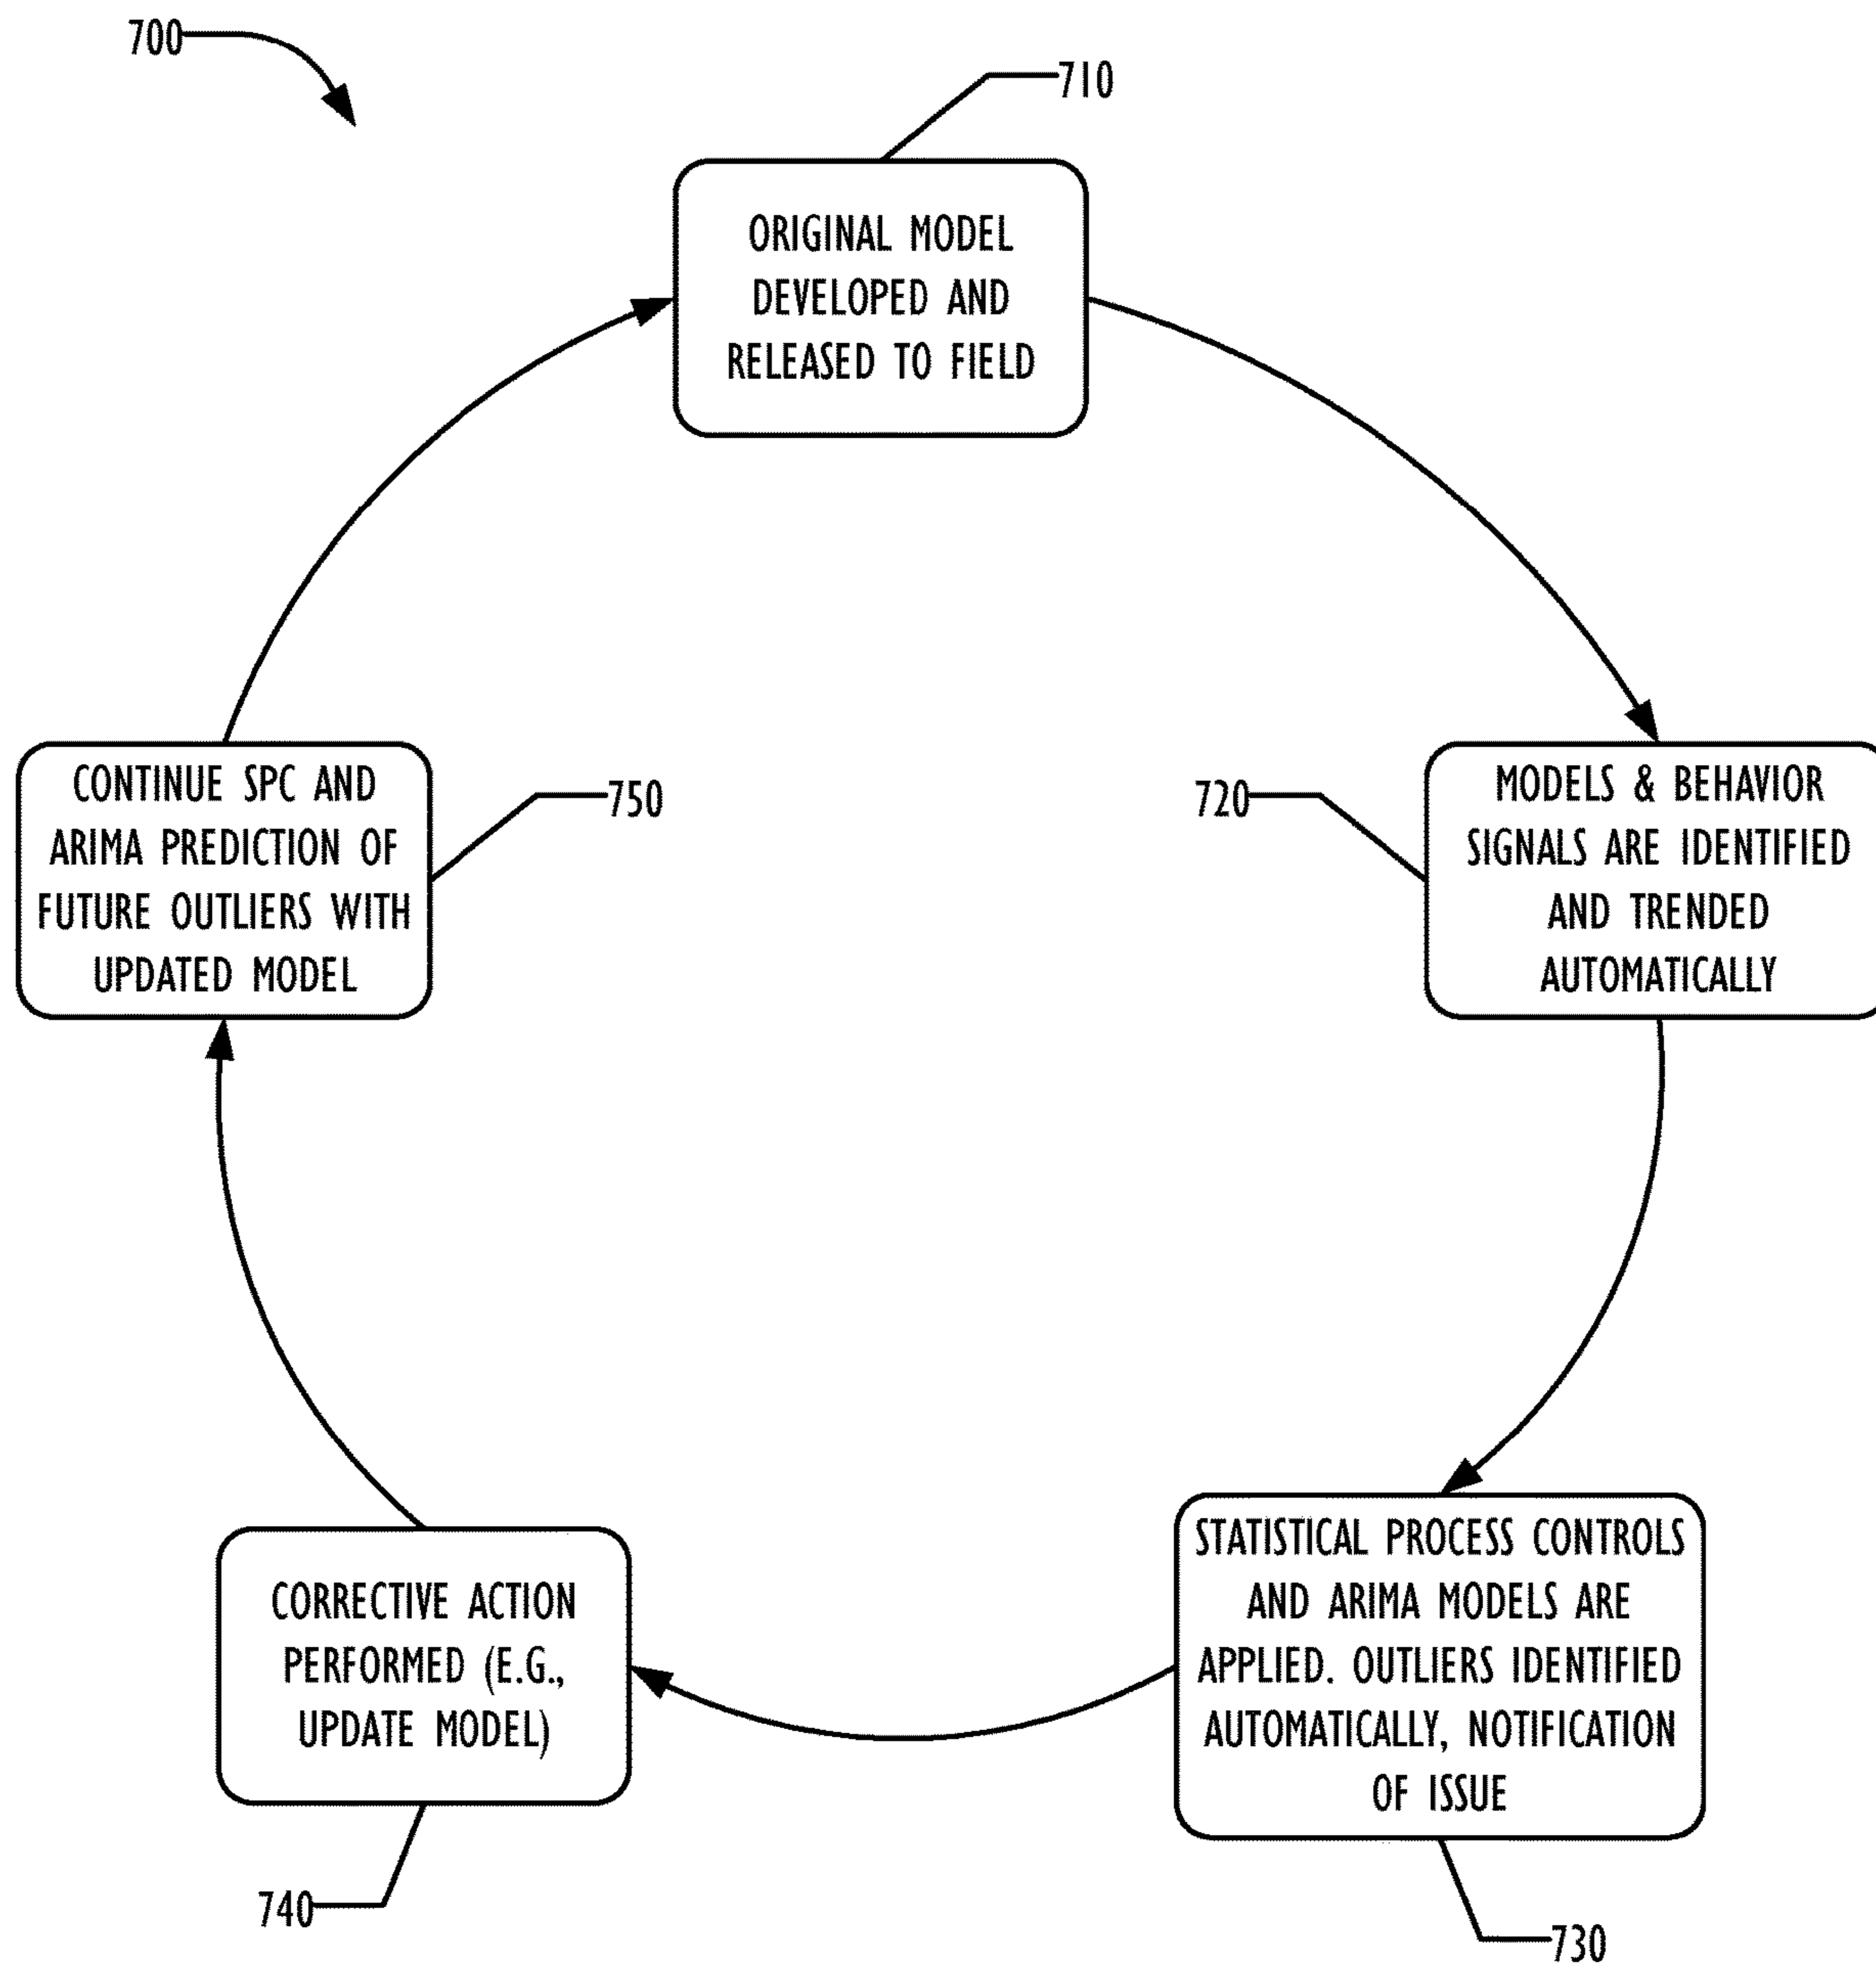 700
710
ORIGINAL MODEL
DEVELOPED AND
RELEASED TO FIELD
CONTINUE SPC AND
ARIMA PREDICTION OF
FUTURE OUTLIERS WITH
UPDATED MODEL
750
720
MODELS & BEHAVIOR
SIGNALS ARE IDENTIFIED
AND TRENDED
AUTOMATICALLY
STATISTICAL PROCESS CONTROLS
AND ARIMA MODELS ARE
APPLIED. OUTLIERS IDENTIFIED
AUTOMATICALLY, NOTIFICATION
OF ISSUE
730
CORRECTIVE ACTION
PERFORMED (E.G.,
UPDATE MODEL)
740